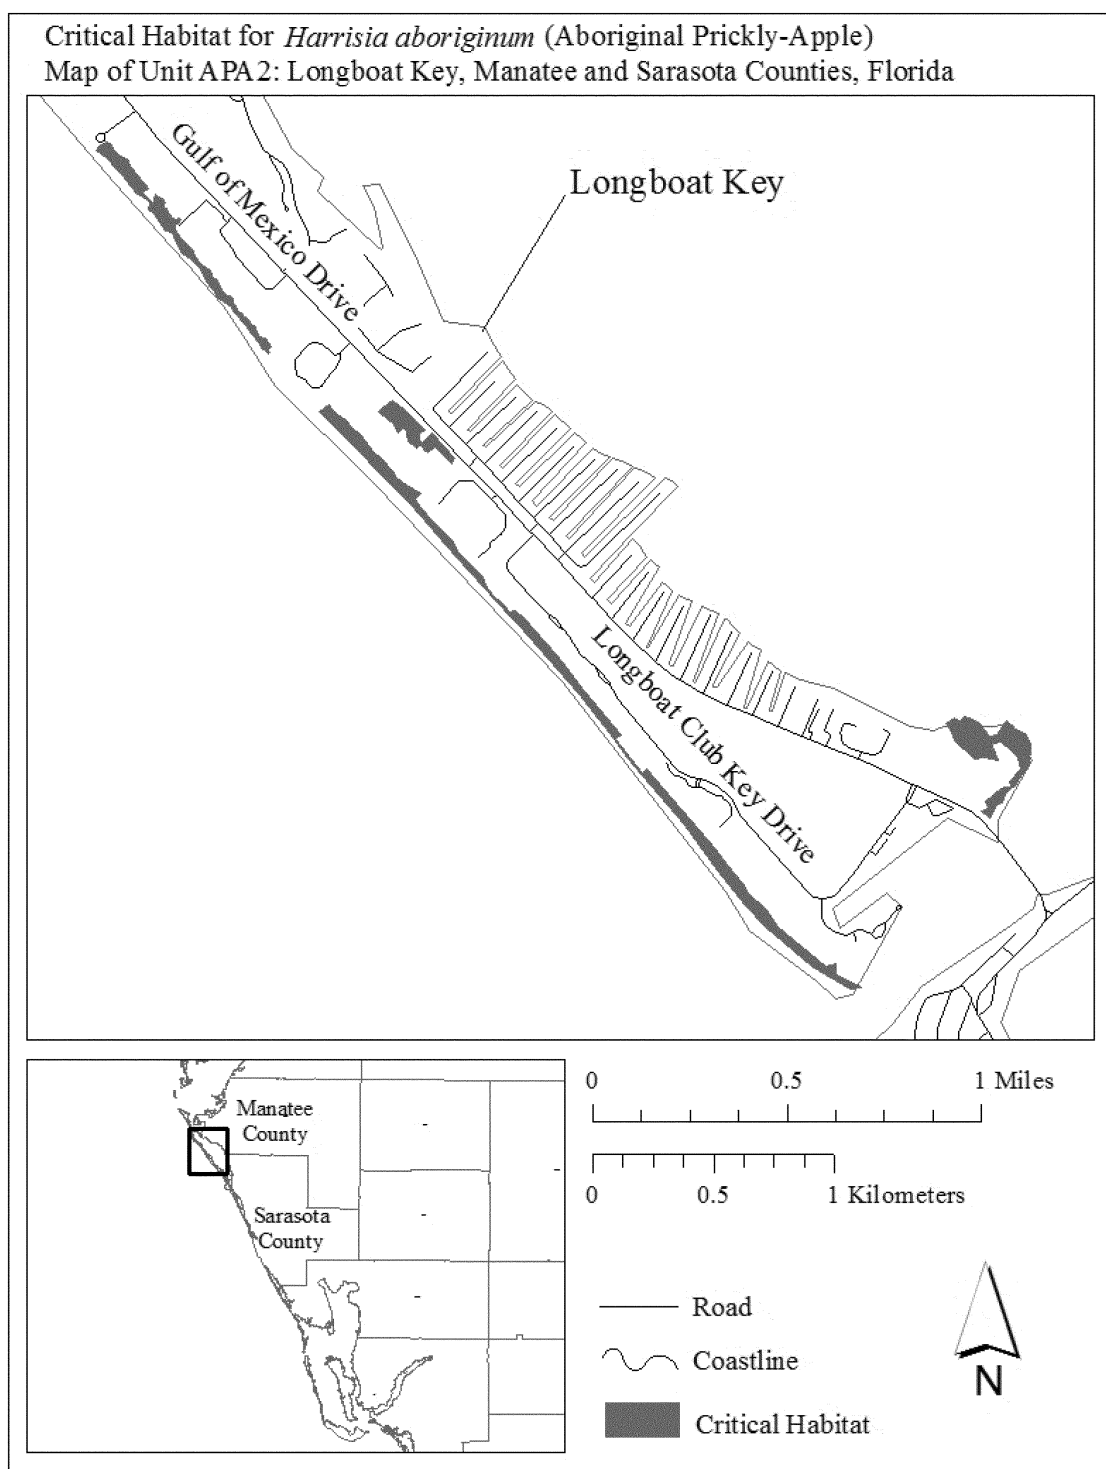 Critical Habitat for Harrisia aboriginum (Aboriginal Prickly-Apple)
Map of Unit APA2: Longboat Key, Manatee and Sarasota Counties, Florida
Gulf of Mexico Drive
Longboat Key
Longboat Club Key Drive
Manatee
County
Sarasota
County
0 0.5 1 Miles
0 0.5 1 Kilometers
Road
Coastline
Critical Habitat
N